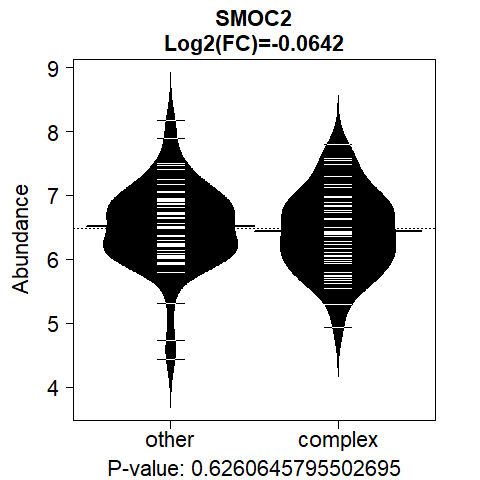 SMOC2
Log2(FC)=-0.0642
Abundance
9
8
7
6
5
4
other complex
P-value: 0.6260645795502695